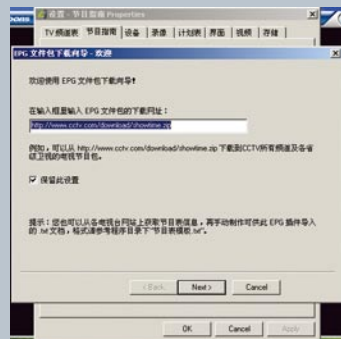 设置 - 节目指南 Properties
TV 频道表 节目指南 设备 录像 计划表 界面 视频 存储
EPG 文件包下载向导 - 欢迎
欢迎使用 EPG 文件包下载向导!
在输入框里输入 EPG 文件包的下载网址:
http://www.cctv.com/download/showtime.zip
例如,可以从 http://www.cctv.com/download/showtime.zip 下载到CCTV所有频道及各省级卫视的电视节目包。
保留此设置
提示:您也可以从各电视台网站上获取节目表信息,再手动制作可供此 EPG 插件导入的 .txt 文档,格式请参考程序目录下"节目表模板.txt"。
< Back Next > Cancel
OK Cancel Apply